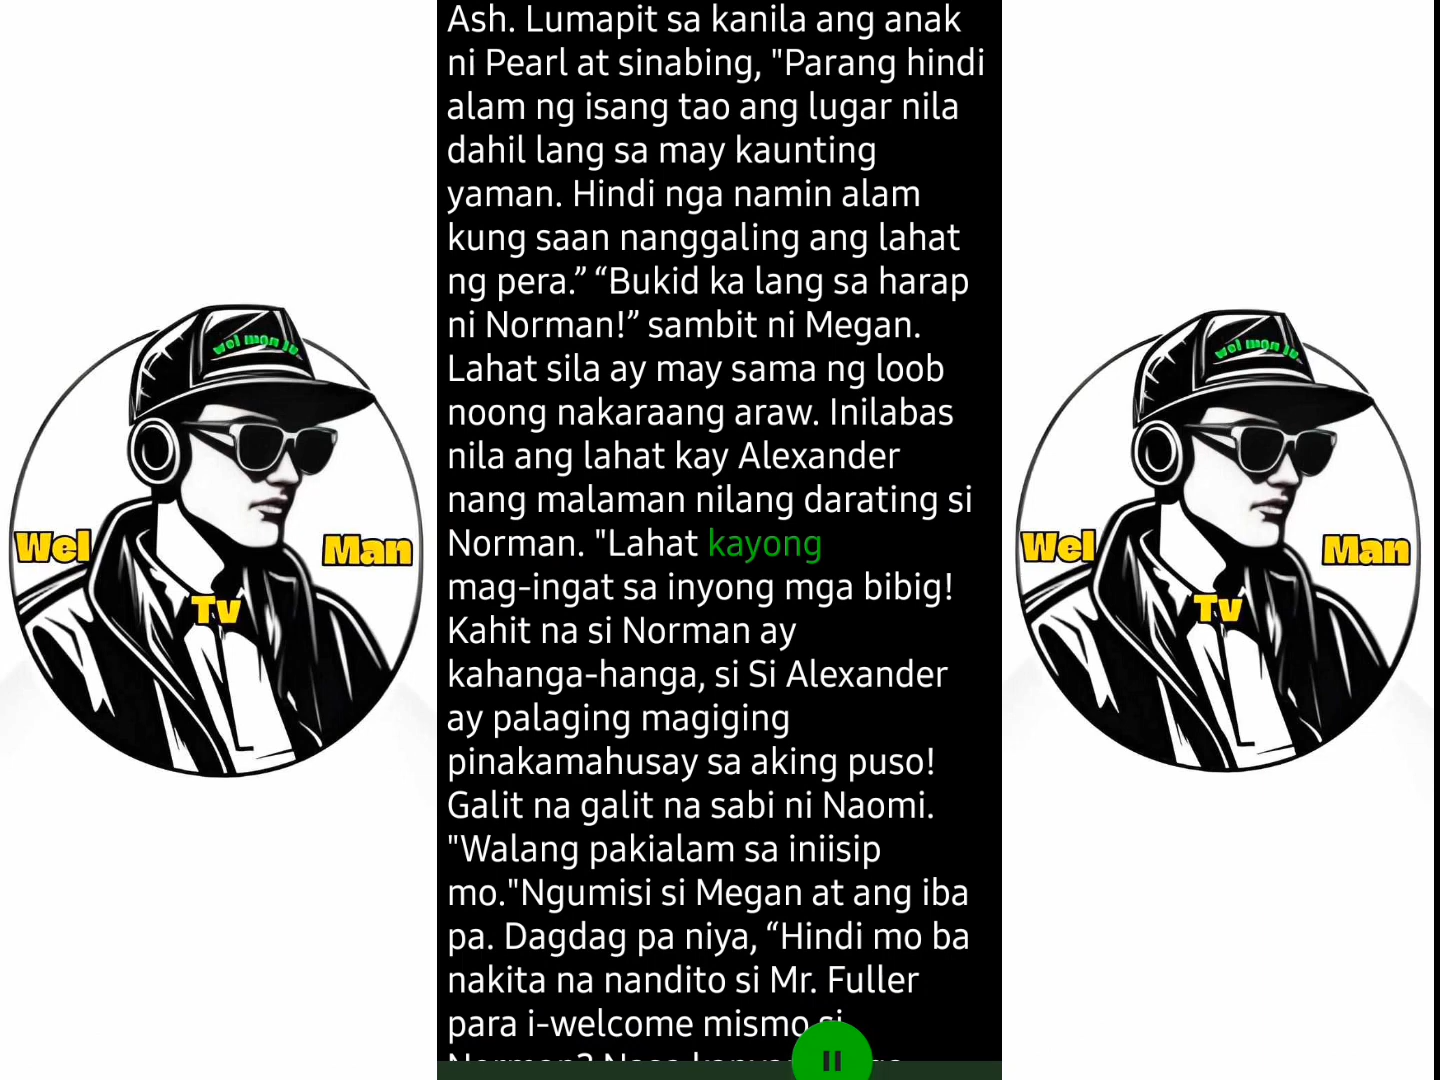 Ash. Lumapit sa kanila ang anak
ni Pearl at sinabing, "Parang hindi
alam ng isang tao ang lugar nila
dahil lang sa may kaunting
yaman. Hindi nga namin alam
kung saan nanggaling ang lahat
ng pera.” “Bukid ka lang sa harap
ni Norman!” sambit ni Megan.
Lahat sila ay may sama ng loob
noong nakaraang araw. Inilabas
nila ang lahat kay Alexander
nang malaman nilang darating si
Norman. "Lahat kayong
mag-ingat sa inyong mga bibig!
Kahit na si Norman ay
kahanga-hanga, si Si Alexander
ay palaging magiging
pinakamahusay sa aking puso!
Galit na galit na sabi ni Naomi.
"Walang pakialam sa iniisip
mo."Ngumisi si Megan at ang iba
pa. Dagdag pa niya, “Hindi mo ba
nakita na nandito si Mr. Fuller
para i-welcome mismo si
wel man tv
Wel
Man
Tv
wel man tv
Wel
Man
Tv